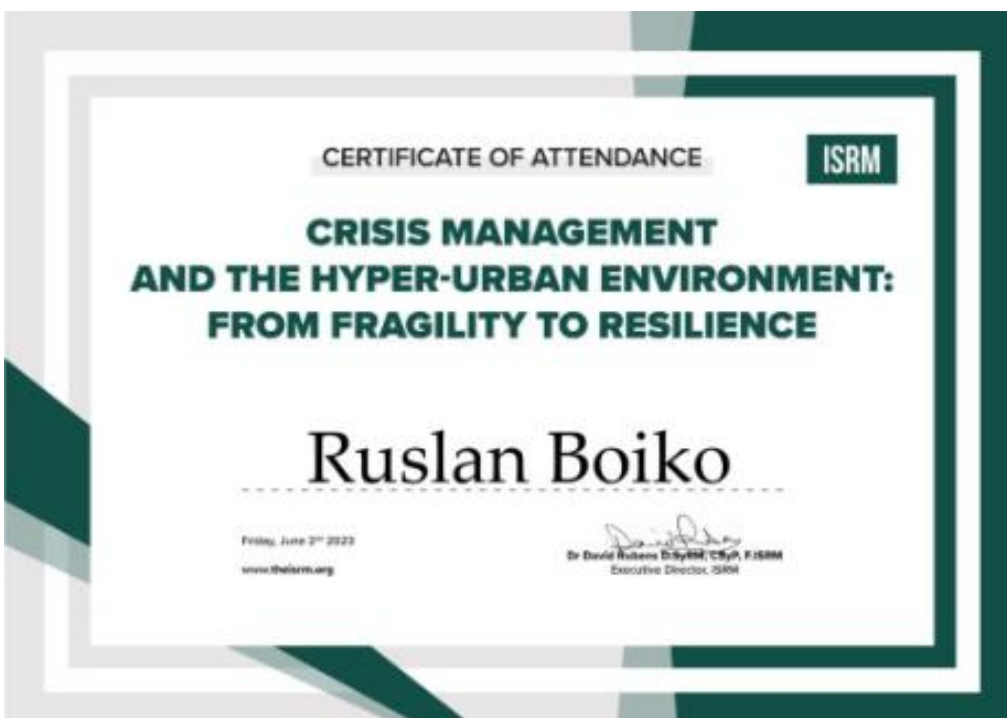 CERTIFICATE OF ATTENDANCE
ISRM
CRISIS MANAGEMENT
AND THE HYPER-URBAN ENVIRONMENT:
FROM FRAGILITY TO RESILIENCE
Ruslan Boiko
Friday, June 2ⁿᵈ 2023
www.theisrm.org
Dr David Rubens D.SyRM, CSyP, F.ISRM
Executive Director, ISRM